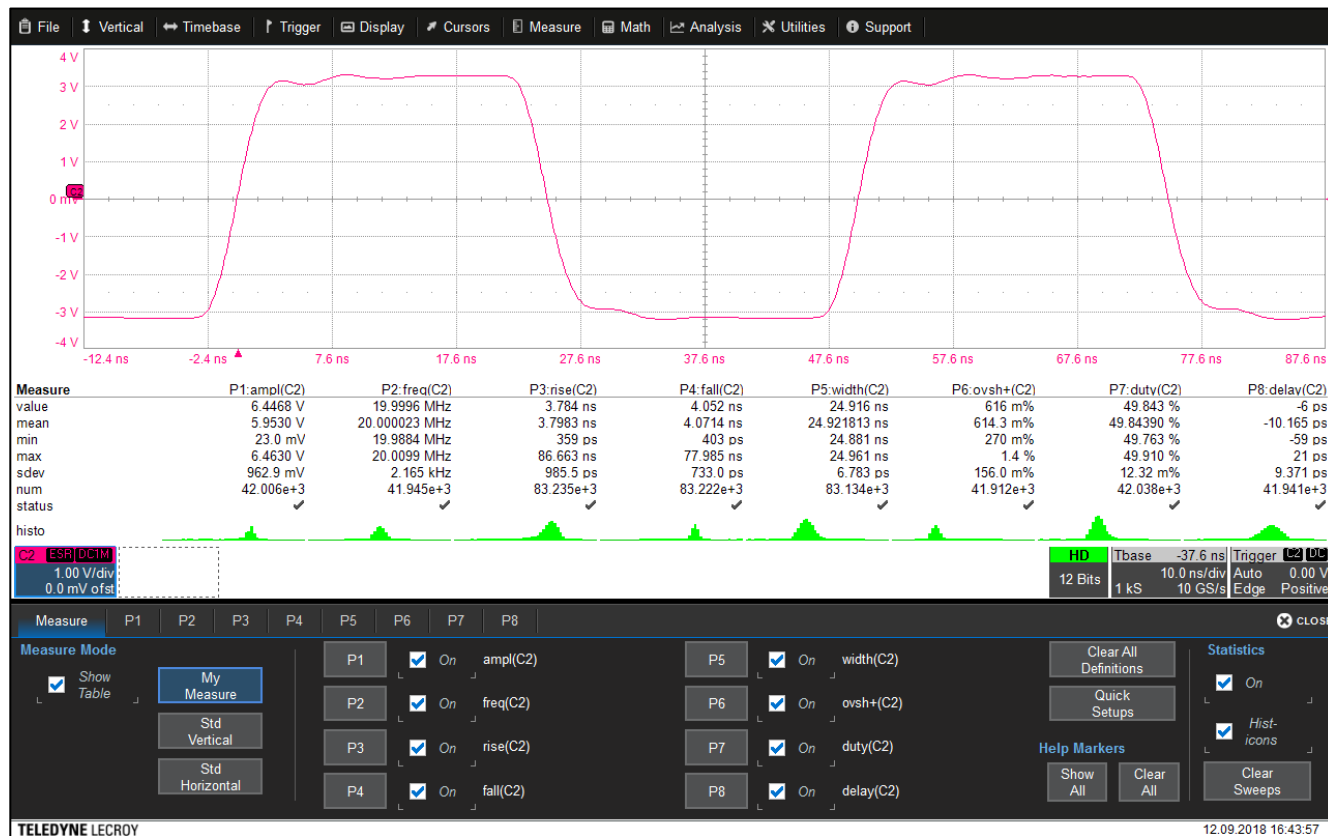 File Vertical Timebase Trigger Display Cursors Measure Math Analysis Utilities Support
4 V
3 V
2 V
1 V
C2
0 mV
-1 V
-2 V
-3 V
-4 V
-12.4 ns -2.4 ns 7.6 ns 17.6 ns 27.6 ns 37.6 ns 47.6 ns 57.6 ns 67.6 ns 77.6 ns 87.6 ns
Measure P1:ampl(C2) P2:freq(C2) P3:rise(C2) P4:fall(C2) P5:width(C2) P6:ovsh+(C2) P7:duty(C2) P8:delay(C2)
value 6.4468 V 19.9996 MHz 3.784 ns 4.052 ns 24.916 ns 616 m% 49.843 % -6 ps
mean 5.9530 V 20.000023 MHz 3.7983 ns 4.0714 ns 24.921813 ns 614.3 m% 49.84390 % -10.165 ps
min 23.0 mV 19.9884 MHz 359 ps 403 ps 24.881 ns 270 m% 49.763 % -59 ps
max 6.4630 V 20.0099 MHz 86.663 ns 77.985 ns 24.961 ns 1.4 % 49.910 % 21 ps
sdev 962.9 mV 2.165 kHz 985.5 ps 733.0 ps 6.783 ps 156.0 m% 12.32 m% 9.371 ps
num 42.006e+3 41.945e+3 83.235e+3 83.222e+3 83.134e+3 41.912e+3 42.038e+3 41.941e+3
status
histo
C2 ESR DC1M
1.00 V/div
0.0 mV ofst
HD
12 Bits
Tbase -37.6 ns
10.0 ns/div
1 kS 10 GS/s
Trigger C2 DC
Auto 0.00 V
Edge Positive
Measure P1 P2 P3 P4 P5 P6 P7 P8
Measure Mode
Show
Table
My
Measure
Std
Vertical
Std
Horizontal
P1 On ampl(C2)
P2 On freq(C2)
P3 On rise(C2)
P4 On fall(C2)
P5 On width(C2)
P6 On ovsh+(C2)
P7 On duty(C2)
P8 On delay(C2)
Clear All
Definitions
Quick
Setups
Help Markers
Show
All
Clear
All
Statistics
On
Hist-
icons
Clear
Sweeps
TELEDYNE LECROY
12.09.2018 16:43:57